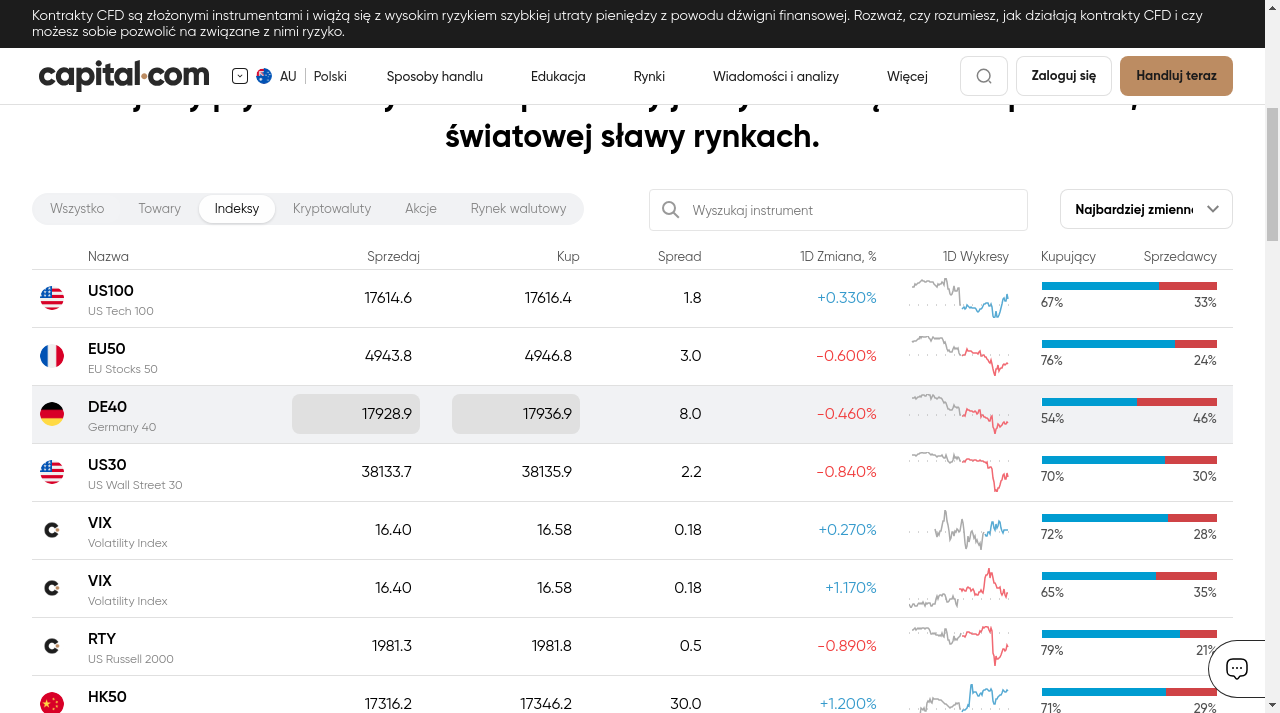 Kontrakty CFD są złożonymi instrumentami i wiążą się z wysokim ryzykiem szybkiej utraty pieniędzy z powodu dźwigni finansowej. Rozważ, czy rozumiesz, jak działają kontrakty CFD i czy
możesz sobie pozwolić na związane z nimi ryzyko.
capital.com AU Polski Sposoby handlu Edukacja Rynki Wiadomości i analizy Więcej Zaloguj się Handluj teraz
światowej sławy rynkach.
Wszystko Towary Indeksy Kryptowaluty Akcje Rynek walutowy Wyszukaj instrument Najbardziej
Nazwa Sprzedaj Kup Spread 1D Zmiana, % 1D Wykresy Kupujący Sprzedawcy
US100 17614.6 17616.4 1.8 +0.330% 67% 33%
US Tech 100
EU50 4943.8 4946.8 3.0 -0.600% 76% 24%
EU Stocks 50
DE40 17928.9 17936.9 8.0 -0.460% 54% 46%
Germany 40
US30 38133.7 38135.9 2.2 -0.840% 70% 30%
US Wall Street 30
VIX 16.40 16.58 0.18 +0.270% 72% 28%
Volatility Index
VIX 16.40 16.58 0.18 +1.170% 65% 35%
Volatility Index
RTY 1981.3 1981.8 0.5 -0.890% 79% 21%
US Russell 2000
HK50 17316.2 17346.2 30.0 +1.200% 71% 29%